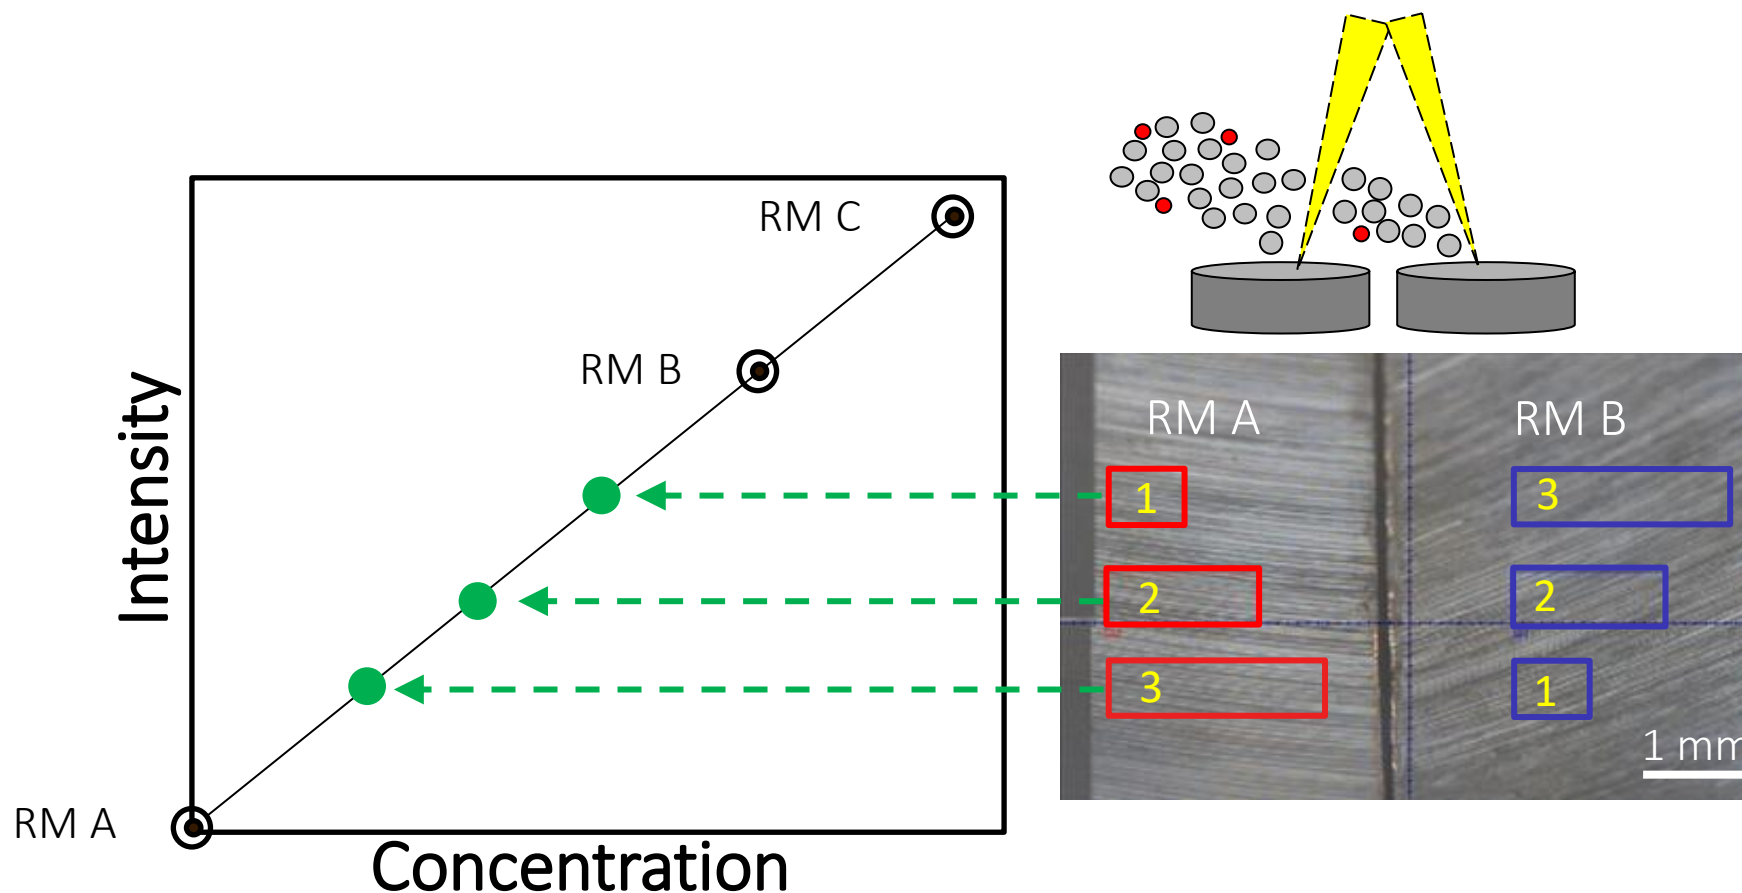 RM C
RM B
RM A
Intensity
Concentration
RM A
RM B
1
3
2
2
3
1
1 mm